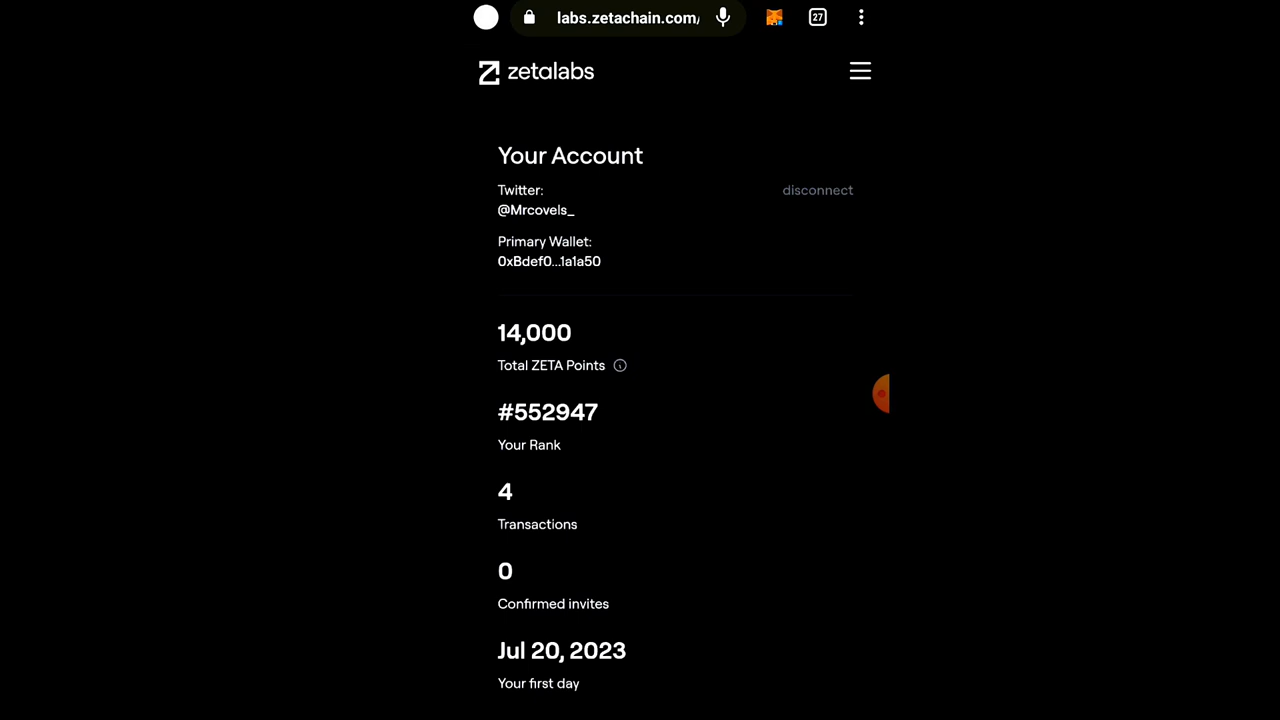 labs.zetachain.com/
27
zetalabs
Your Account
Twitter:
disconnect
@Mrcovels_
Primary Wallet:
0xBdef0...1a1a50
14,000
Total ZETA Points
#552947
Your Rank
4
Transactions
0
Confirmed invites
Jul 20, 2023
Your first day